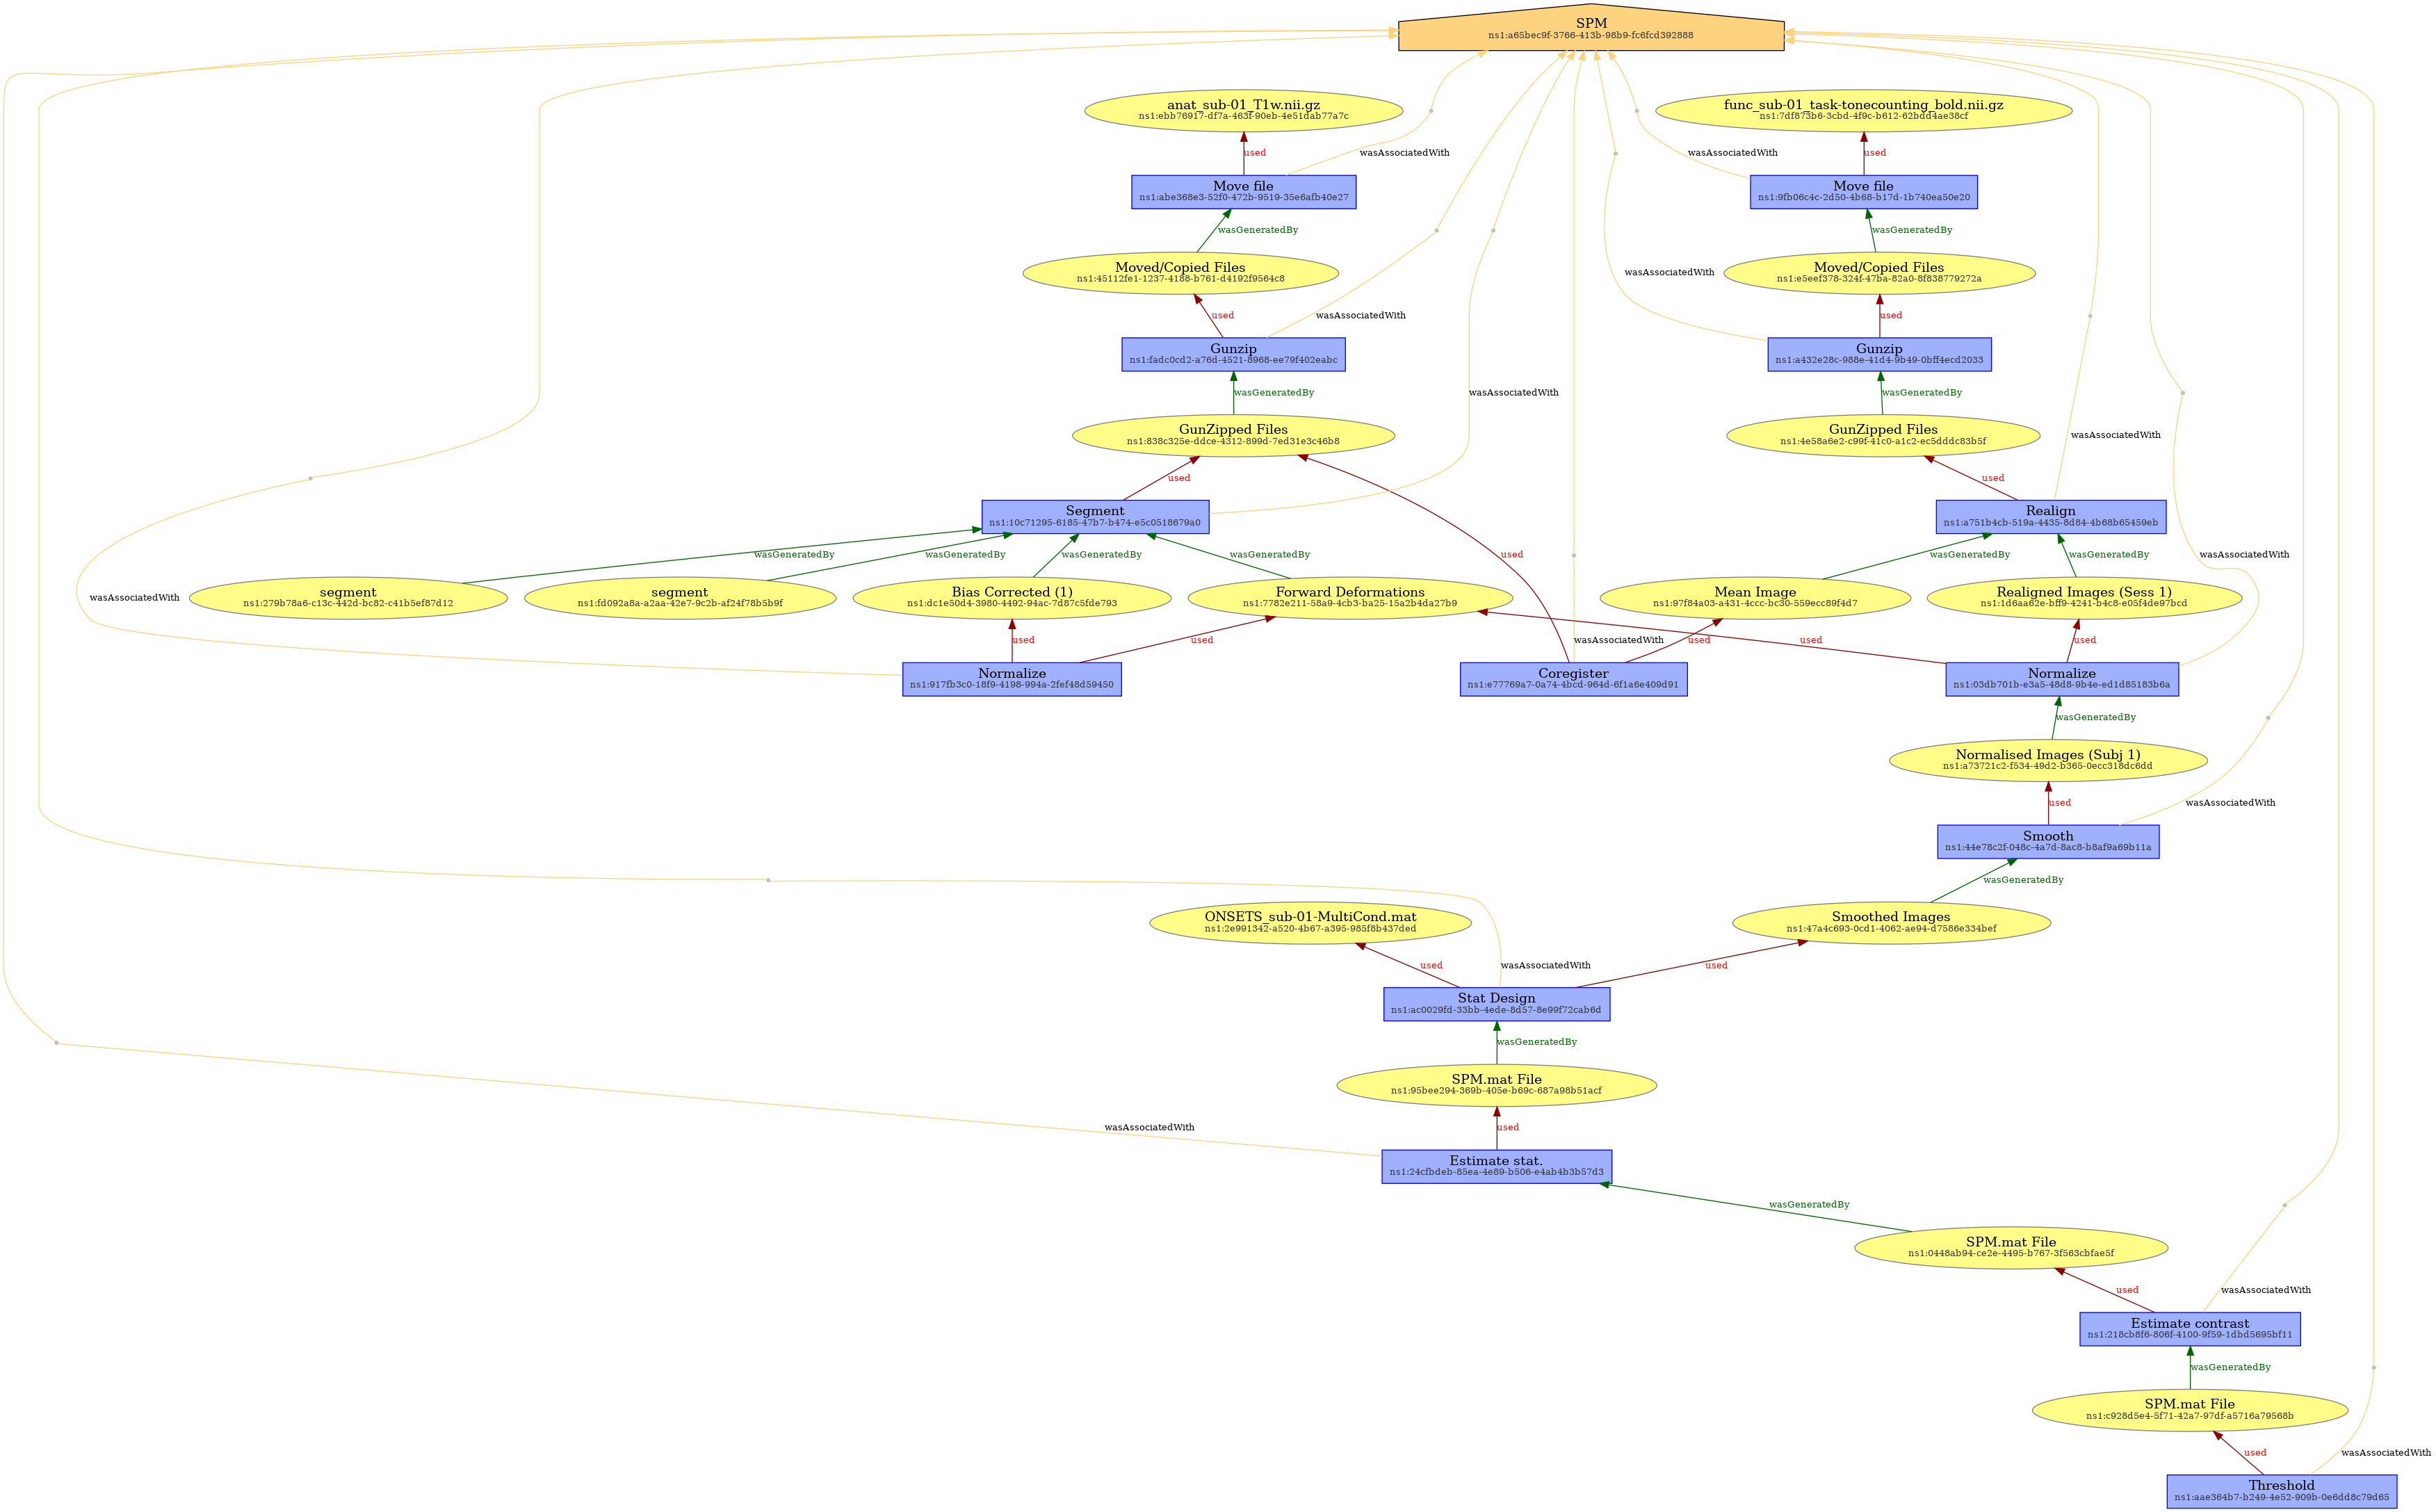 SPM
ns1:a65bec9f-3766-413b-98b9-fc6fcd392888
anat_sub-01_T1w.nii.gz
ns1:ebb76917-df7a-463f-90eb-4e51dab77a7c
func_sub-01_task-tonecounting_bold.nii.gz
ns1:7df873b6-3cbd-4f9c-b612-62bdd4ae38cf
used
wasAssociatedWith
wasAssociatedWith
used
Move file
ns1:abe368e3-52f0-472b-9519-35e6afb40e27
Move file
ns1:9fb06c4c-2d50-4b68-b17d-1b740ea50e20
wasGeneratedBy
wasGeneratedBy
Moved/Copied Files
ns1:45112fe1-1237-4188-b761-d4192f9564c8
wasAssociatedWith
Moved/Copied Files
ns1:e5eef378-324f-47ba-82a0-8f838779272a
used
wasAssociatedWith
used
Gunzip
ns1:fadc0cd2-a76d-4521-8968-ee79f402eabc
Gunzip
ns1:a432e28c-988e-41d4-9b49-0bff4ecd2033
wasGeneratedBy
wasAssociatedWith
wasGeneratedBy
GunZipped Files
ns1:838c325e-ddce-4312-899d-7ed31e3c46b8
GunZipped Files
ns1:4e58a6e2-c99f-41c0-a1c2-ec5dddc83b5f
wasAssociatedWith
used
used
Segment
ns1:10c71295-6185-47b7-b474-e5c0518679a0
Realign
ns1:a751b4cb-519a-4435-8d84-4b68b65459eb
wasGeneratedBy
wasGeneratedBy
wasGeneratedBy
wasGeneratedBy
used
wasGeneratedBy
wasGeneratedBy
wasAssociatedWith
segment
ns1:279b78a6-c13c-442d-bc82-c41b5ef87d12
segment
ns1:fd092a8a-a2aa-42e7-9c2b-af24f78b5b9f
Bias Corrected (1)
ns1:dc1e50d4-3980-4492-94ac-7d87c5fde793
Forward Deformations
ns1:7782e211-58a9-4cb3-ba25-15a2b4da27b9
Mean Image
ns1:97f84a03-a431-4ccc-bc30-559ecc89f4d7
Realigned Images (Sess 1)
ns1:1d6aa62e-bff9-4241-b4c8-e05f4de97bcd
wasAssociatedWith
used
used
wasAssociatedWith
used
used
used
Normalize
ns1:917fb3c0-18f9-4198-994a-2fef48d59450
Coregister
ns1:e77769a7-0a74-4bcd-964d-6f1a6e409d91
Normalize
ns1:03db701b-e3a5-48d8-9b4e-ed1d85183b6a
wasGeneratedBy
Normalised Images (Subj 1)
ns1:a73721c2-f534-49d2-b365-0ecc318dc6dd
used
wasAssociatedWith
Smooth
ns1:44e78c2f-048c-4a7d-8ac8-b8af9a69b11a
wasGeneratedBy
ONSETS_sub-01-MultiCond.mat
ns1:2e991342-a520-4b67-a395-985f8b437ded
Smoothed Images
ns1:47a4c693-0cd1-4062-ae94-d7586e334bef
used
wasAssociatedWith
used
Stat Design
ns1:ac0029fd-33bb-4ede-8d57-8e99f72cab6d
wasGeneratedBy
SPM.mat File
ns1:95bee294-369b-405e-b69c-687a98b51acf
wasAssociatedWith
used
Estimate stat.
ns1:24cfbdeb-85ea-4e89-b506-e4ab4b3b57d3
wasGeneratedBy
SPM.mat File
ns1:0448ab94-ce2e-4495-b767-3f563cbfae5f
used
wasAssociatedWith
Estimate contrast
ns1:218cb8f6-806f-4100-9f59-1dbd5695bf11
wasGeneratedBy
SPM.mat File
ns1:c928d5e4-5f71-42a7-97df-a5716a79568b
used
wasAssociatedWith
Threshold
ns1:aae364b7-b249-4e52-909b-0e6dd8c79d65